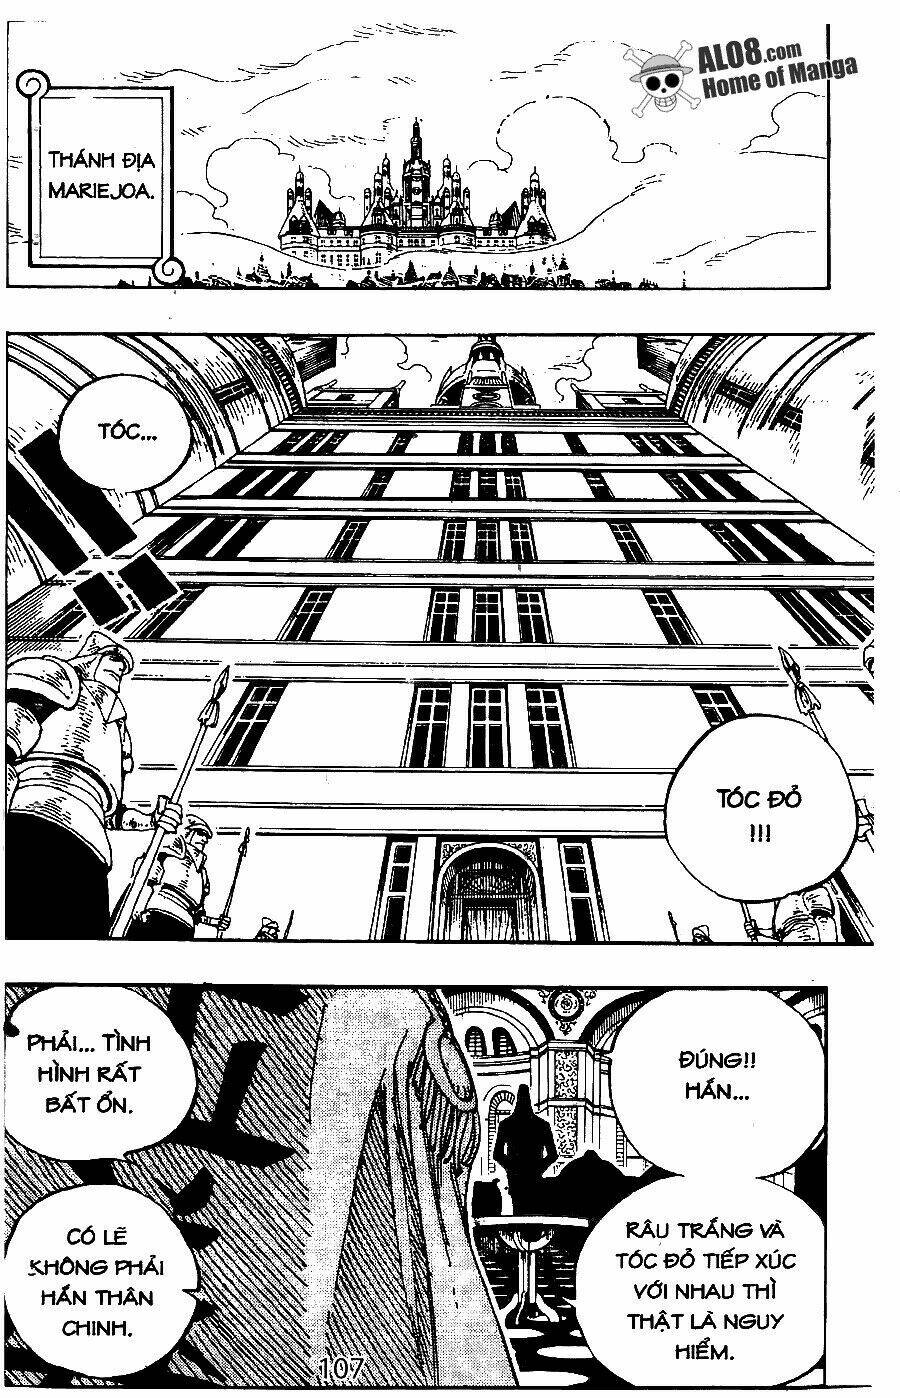 AL08.com
Home of Manga
THÁNH ĐỊA
MARIEJOA.
TÓC...
TÓC ĐỎ
!!!
PHẢI... TÌNH
HÌNH RẤT
BẤT ỔN.
ĐÚNG!!
HẮN...
CÓ LẼ
KHÔNG PHẢI
HẮN THÂN
CHINH.
RÂU TRẮNG VÀ
TÓC ĐỎ TIẾP XÚC
VỚI NHAU THÌ
THẬT LÀ NGUY
HIỂM.
107